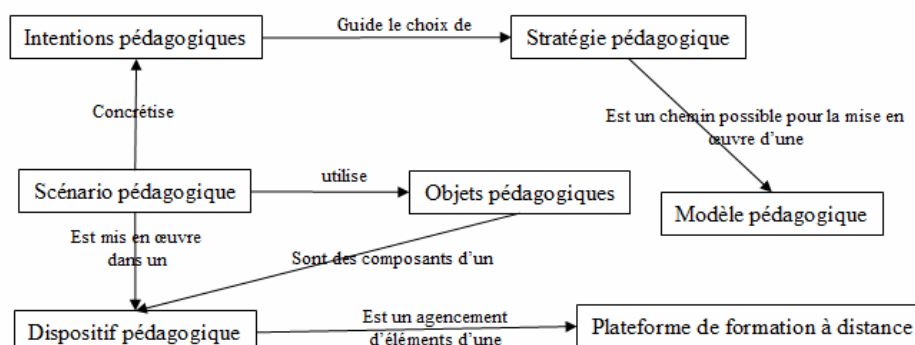 Guide le choix de
Intentions pédagogiques
Stratégie pédagogique
Concrétise
Est un chemin possible pour la mise en
œuvre d'une
Scénario pédagogique
utilise
Objets pédagogiques
Modèle pédagogique
Est mis en œuvre
dans un
Sont des composants d'un
Dispositif pédagogique
Est un agencement
d'éléments d'une
Plateforme de formation à distance